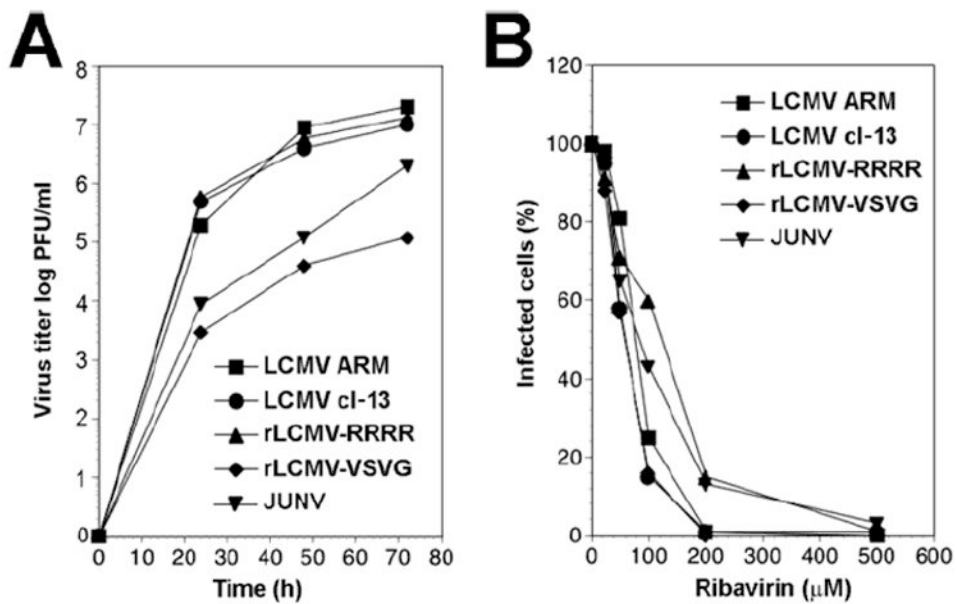 A
8
7
6
5
4
3
2
1
0
Virus titer log PFU/ml
LCMV ARM
LCMV cl-13
rLCMV-RRRR
rLCMV-VSVG
JUNV
0 10 20 30 40 50 60 70 80
Time (h)
B
120
100
80
60
40
20
0
Infected cells (%)
LCMV ARM
LCMV cl-13
rLCMV-RRRR
rLCMV-VSVG
JUNV
0 100 200 300 400 500 600
Ribavirin (μM)